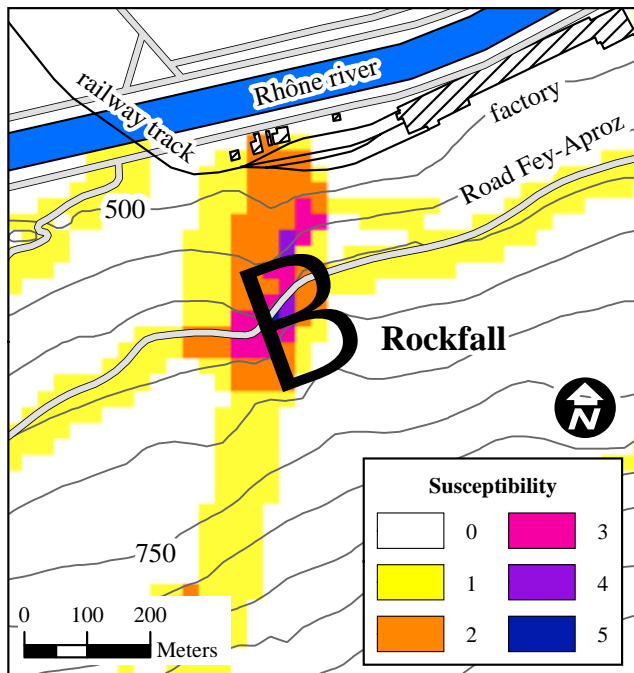 railway track
Rhône river
factory
Road Fey-Aproz
500
B
Rockfall
N
Susceptibility
0
3
1
4
2
5
750
0 100 200
Meters